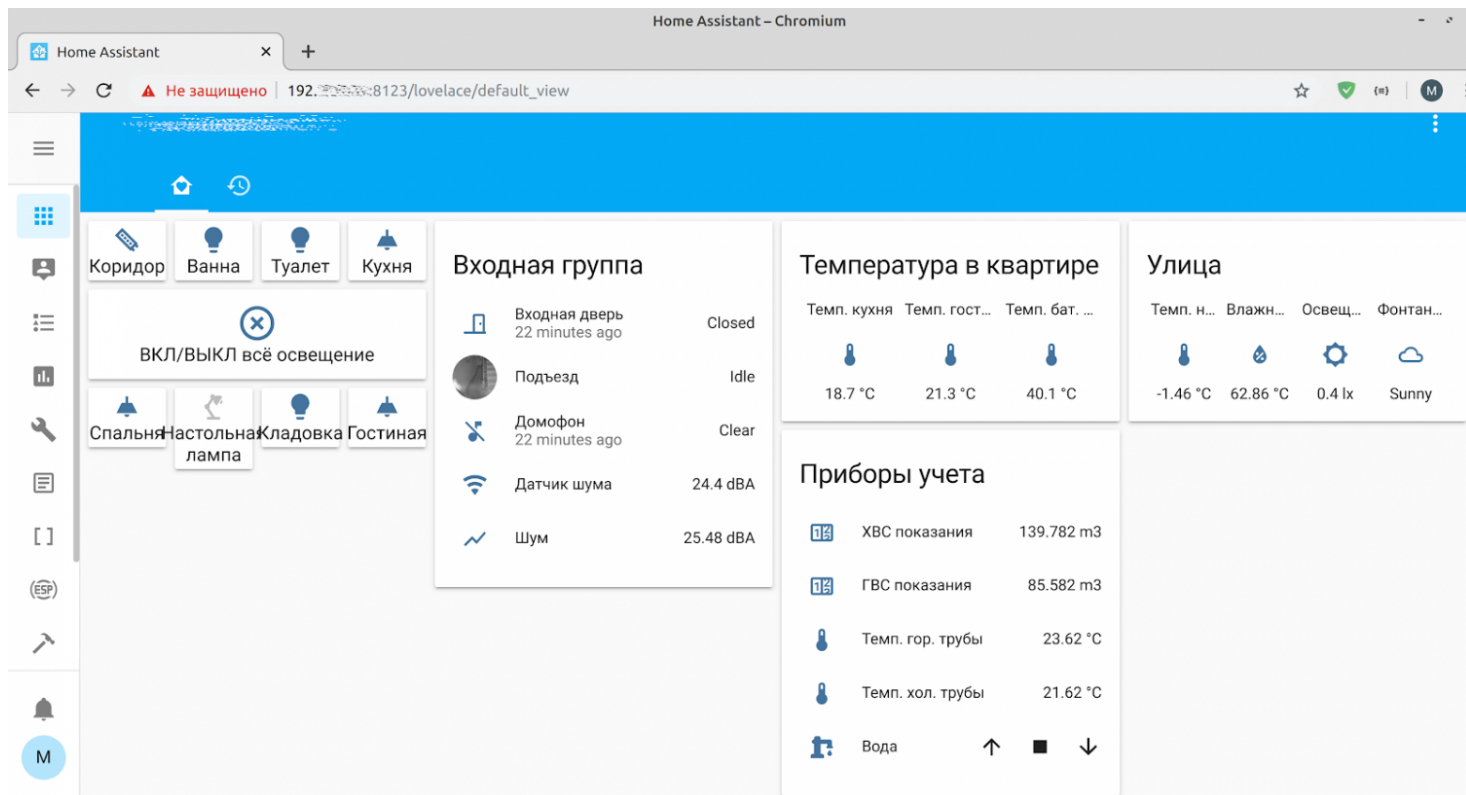 Home Assistant – Chromium
Home Assistant
Не защищено 192. :8123/lovelace/default_view
M
Коридор
Ванна
Туалет
Кухня
ВКЛ/ВЫКЛ всё освещение
Спальня
Настольная
лампа
Кладовка
Гостиная
Входная группа
Входная дверь
22 minutes ago
Closed
Подъезд
Idle
Домофон
22 minutes ago
Clear
Датчик шума
24.4 dBA
Шум
25.48 dBA
Температура в квартире
Темп. кухня Темп. гост... Темп. бат. ...
18.7 °C 21.3 °C 40.1 °C
Приборы учета
ХВС показания 139.782 m3
ГВС показания 85.582 m3
Темп. гор. трубы 23.62 °C
Темп. хол. трубы 21.62 °C
Вода
Улица
Темп. н... Влажн... Освещ... Фонтан...
-1.46 °C 62.86 °C 0.4 lx Sunny
ESP
M